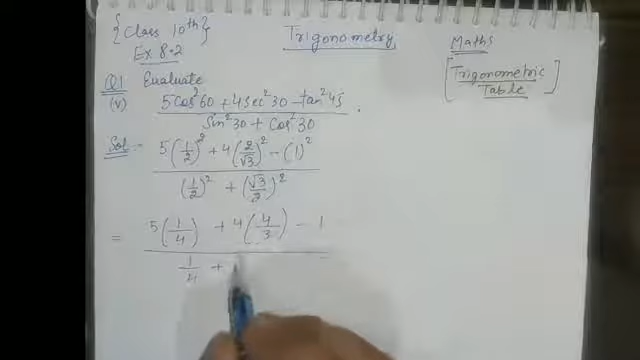 {Class 10th} Trigonometry Maths
Ex 8.2 [Trigonometric Table]
Q1 Evaluate
(v) 5cos²60 + 4sec²30 - tan²45
sin²30 + cos²30 .
Sol:- 5(1/2)² + 4(2/√3)² - (1)²
(1/2)² + (√3/2)²
= 5(1/4) + 4(4/3) - 1
1/4 +